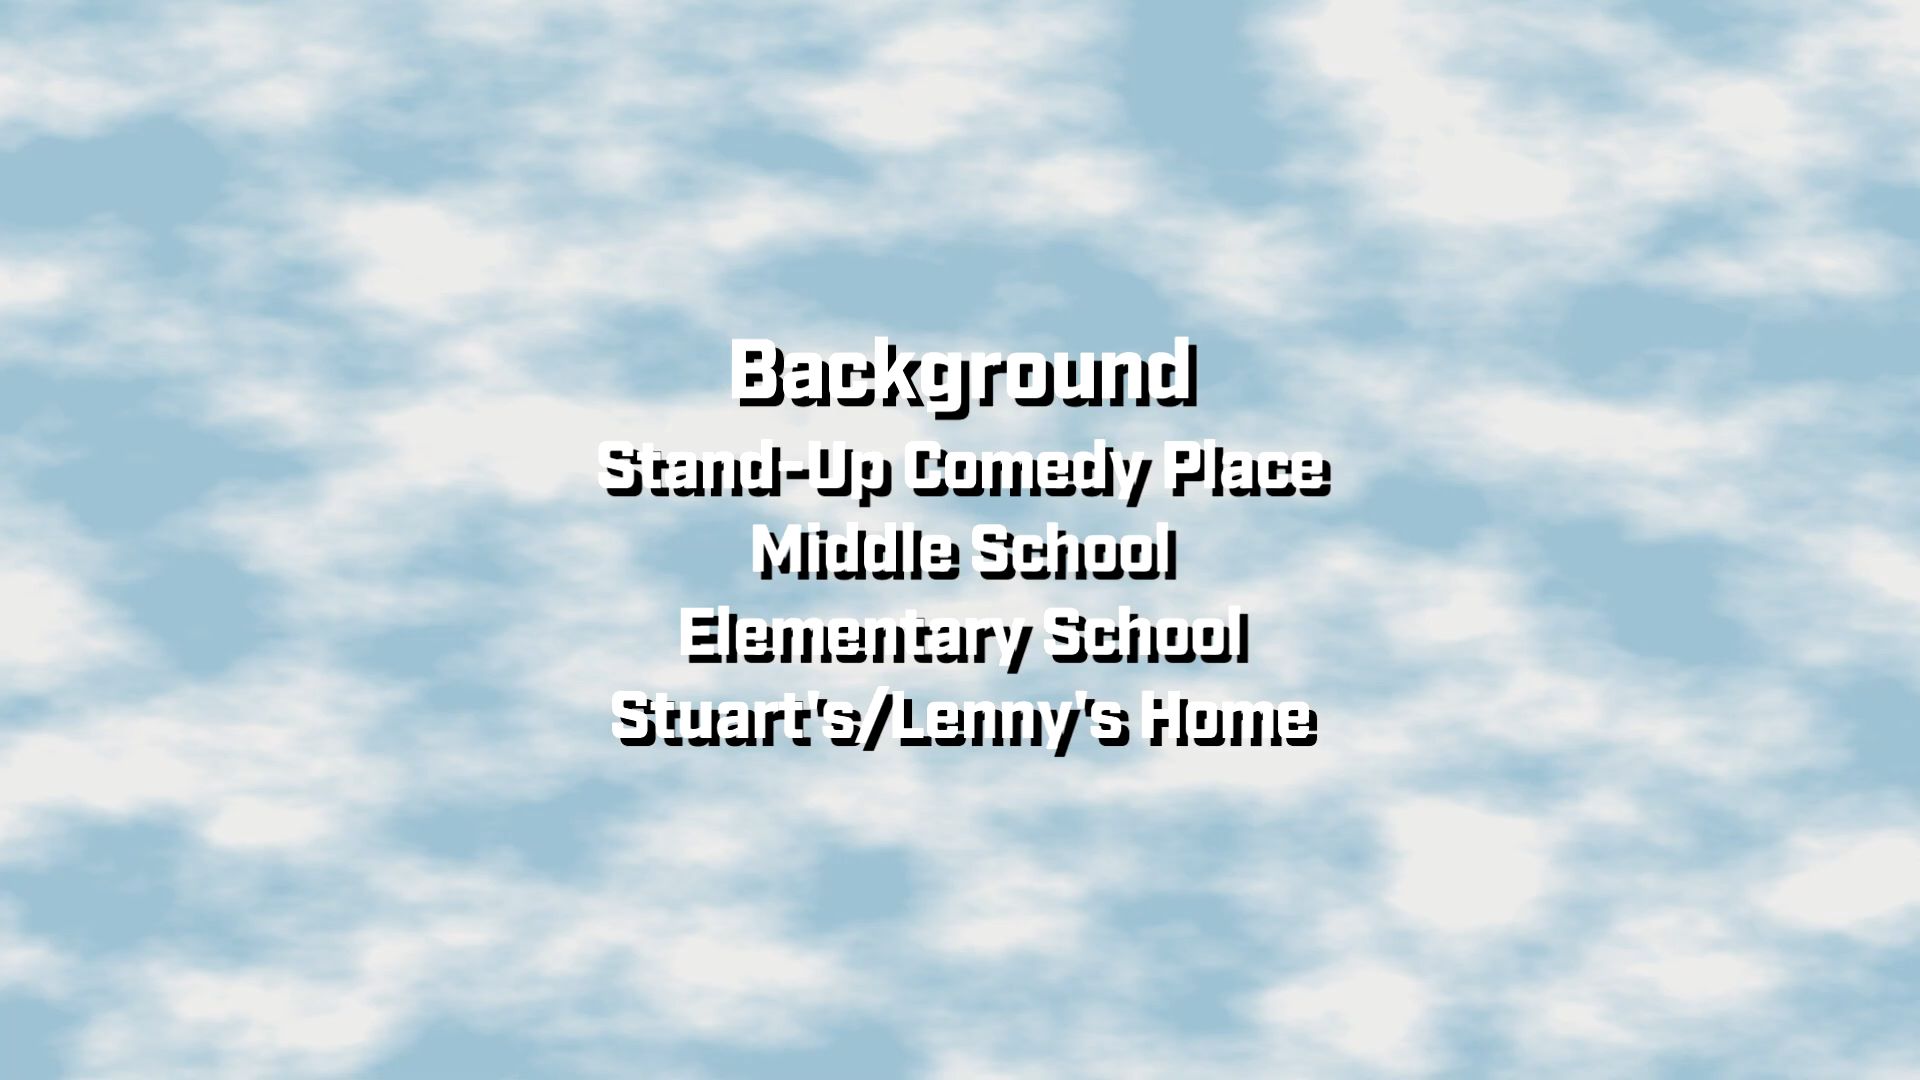 Background
Stand-Up Comedy Place
Middle School
Elementary School
Stuart's/Lenny's Home